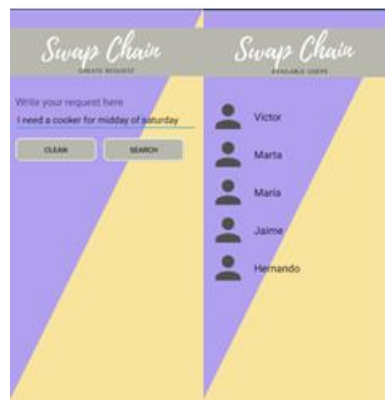 Swap Chain
CREATE REQUEST
Write your request here
I need a cooker for midday of saturday
CLEAN
SEARCH
Swap Chain
AVAILABLE USERS
Victor
Marta
María
Jaime
Hernando